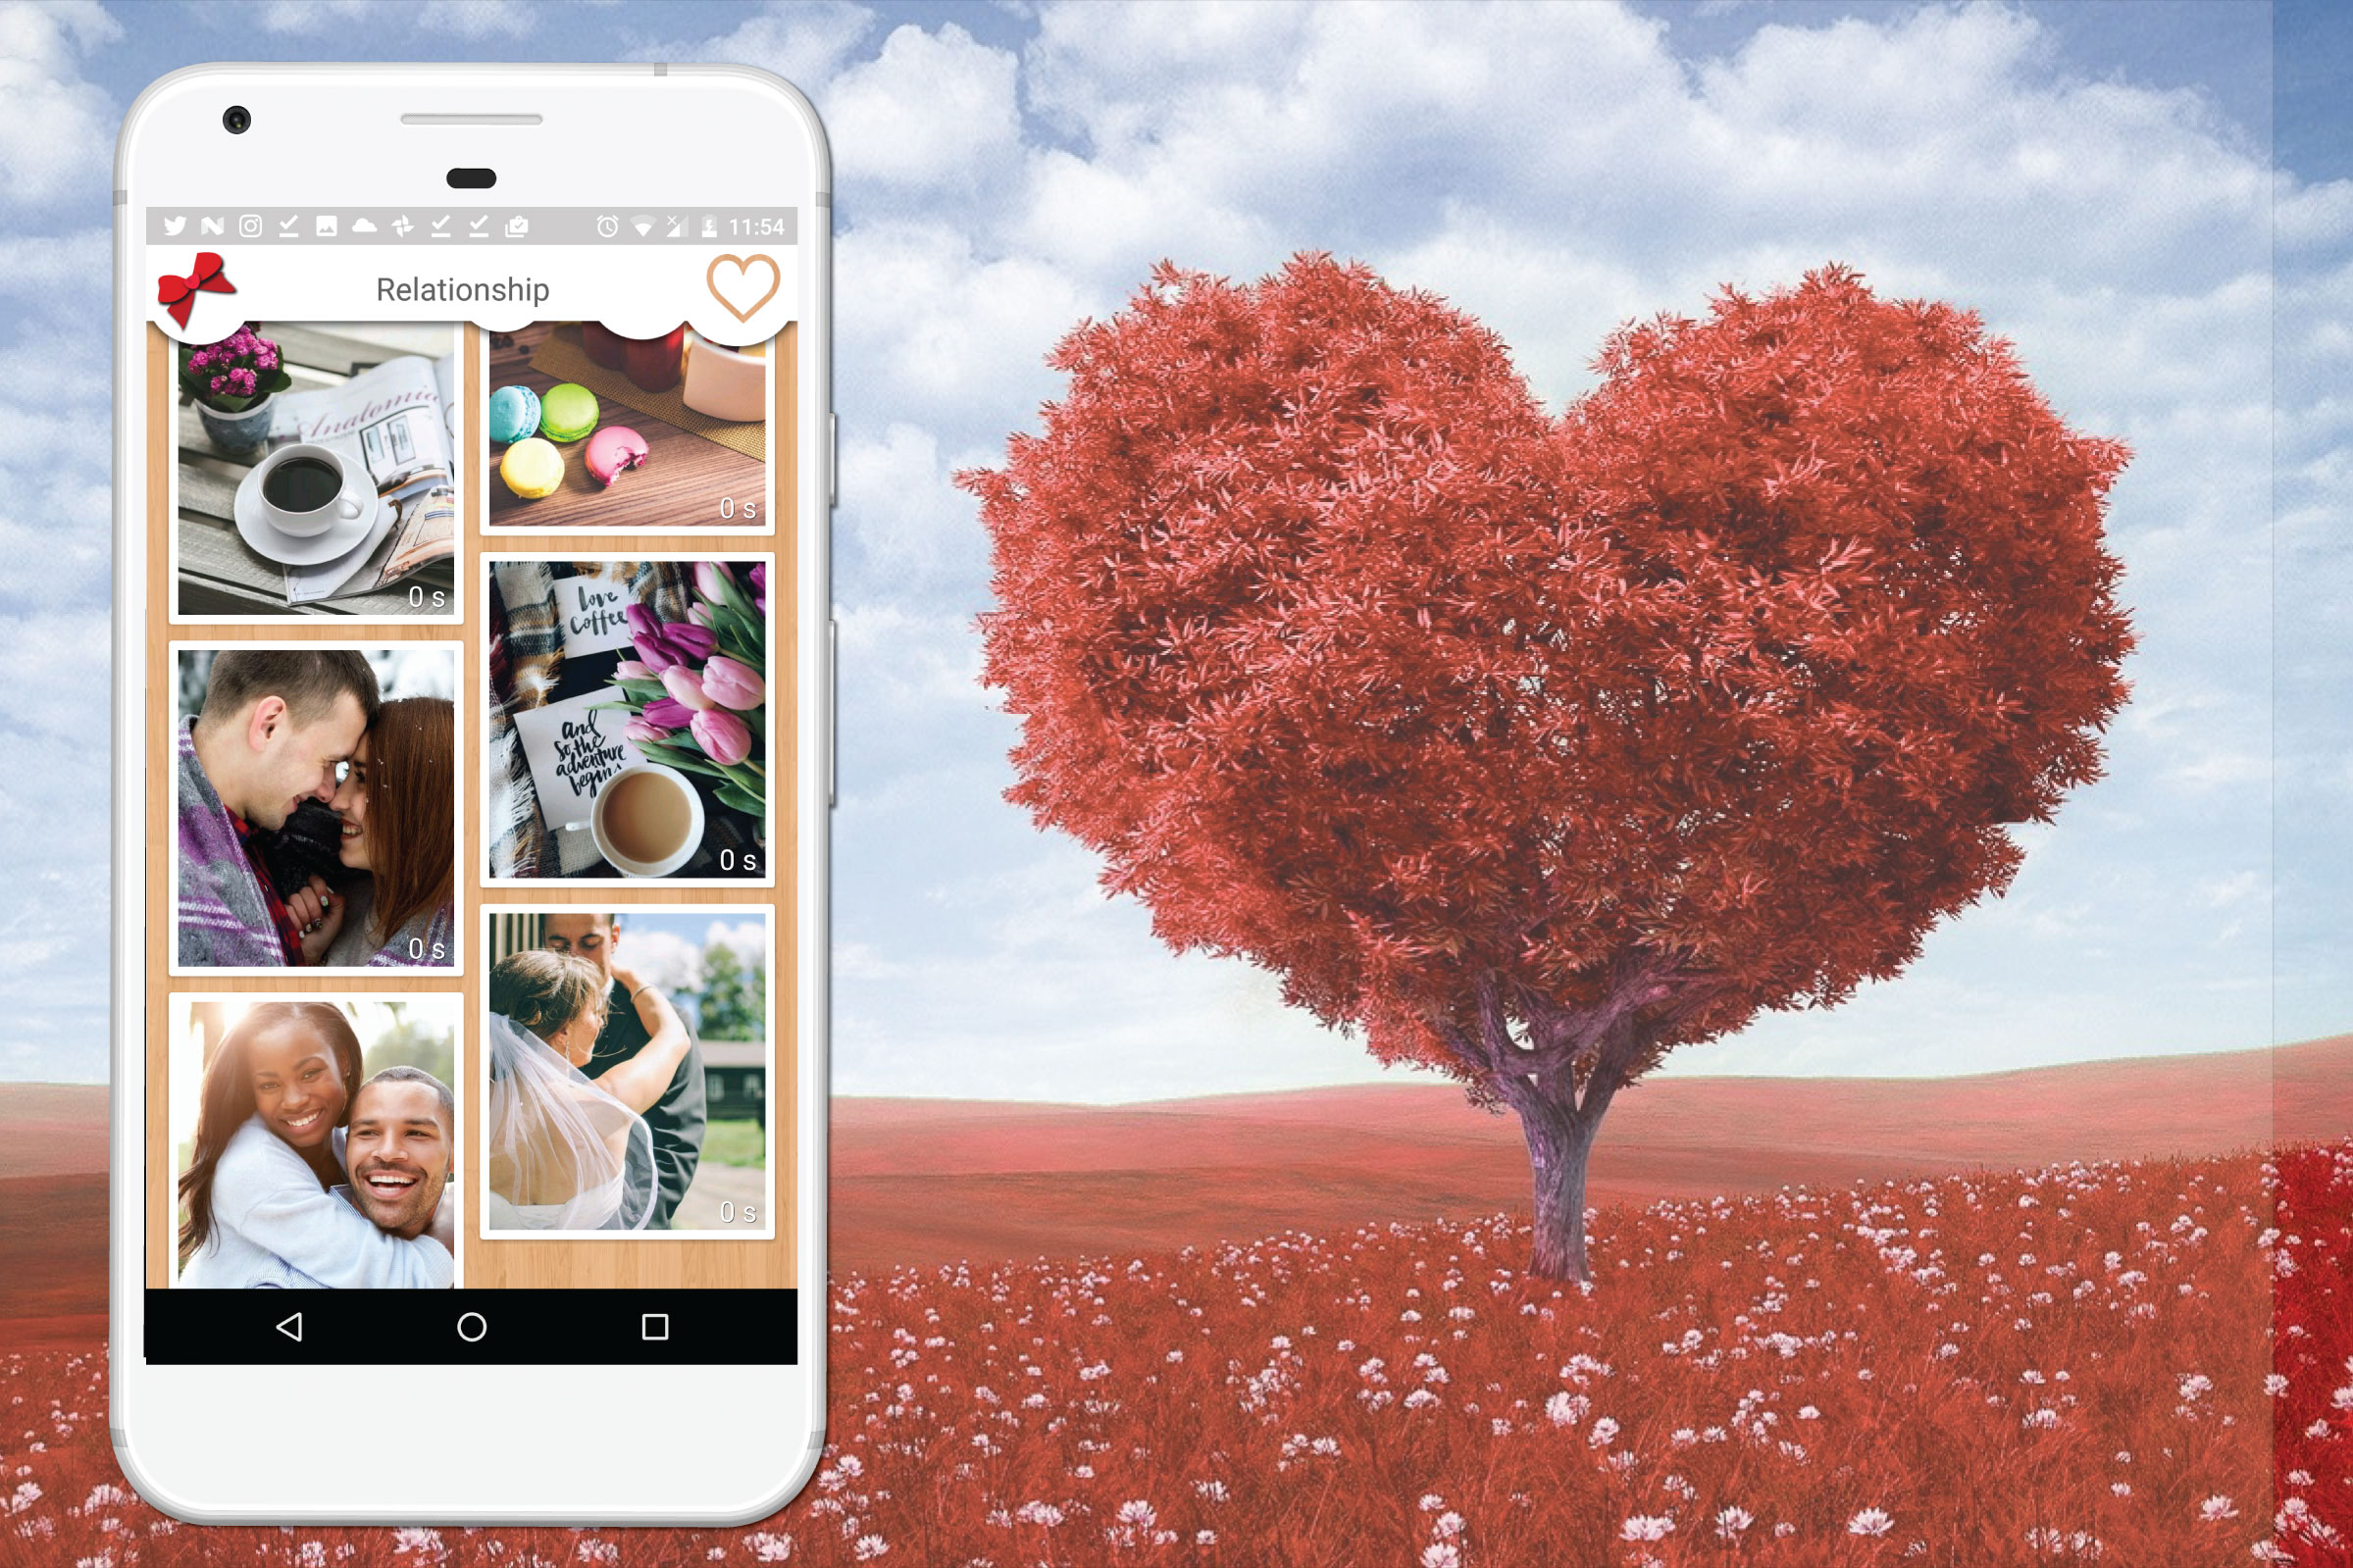 11:54
Relationship
Anatomia
0 s
0 s
love
coffee
and
so the
adventure
begins
0 s
0 s
0 s